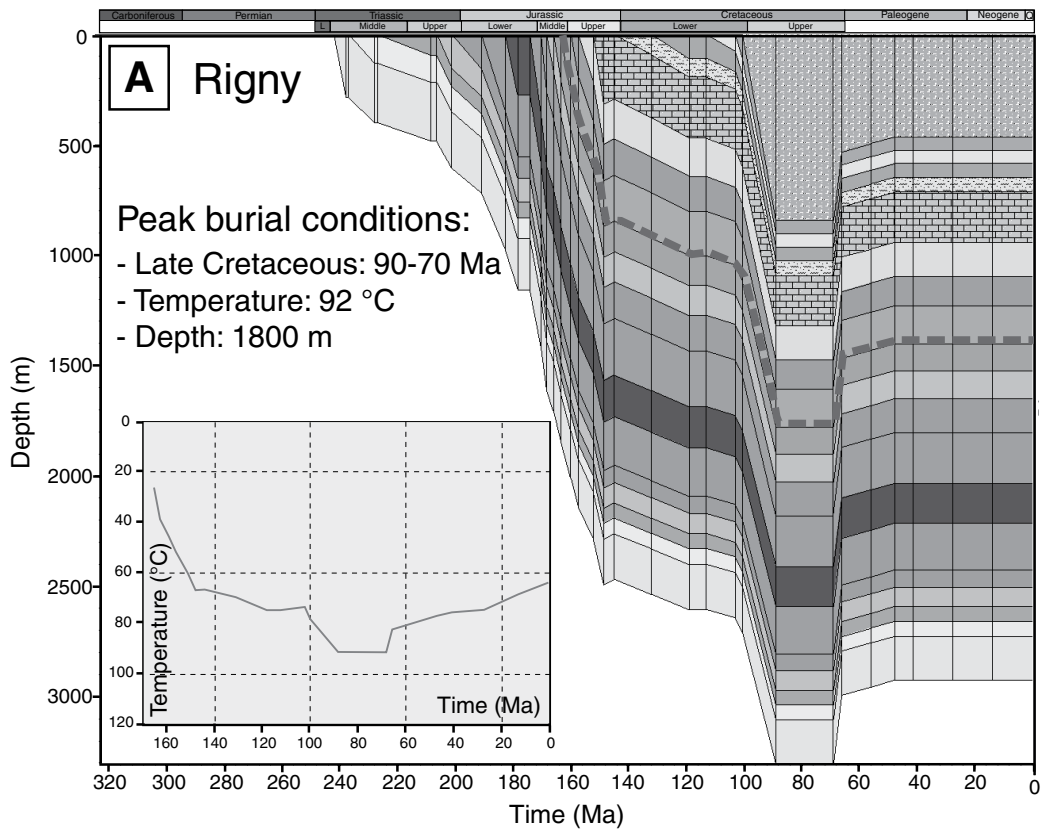 Carboniferous Permian Triassic Jurassic Cretaceous Paleogene Neogene Q
L Middle Upper Lower Middle Upper Lower Upper
A Rigny
Peak burial conditions:
- Late Cretaceous: 90-70 Ma
- Temperature: 92 °C
- Depth: 1800 m
Depth (m)
0
500
1000
1500
2000
2500
3000
Temperature (°C)
0
20
40
60
80
100
120
Time (Ma)
160 140 120 100 80 60 40 20 0
320 300 280 260 240 220 200 180 160 140 120 100 80 60 40 20 0
Time (Ma)